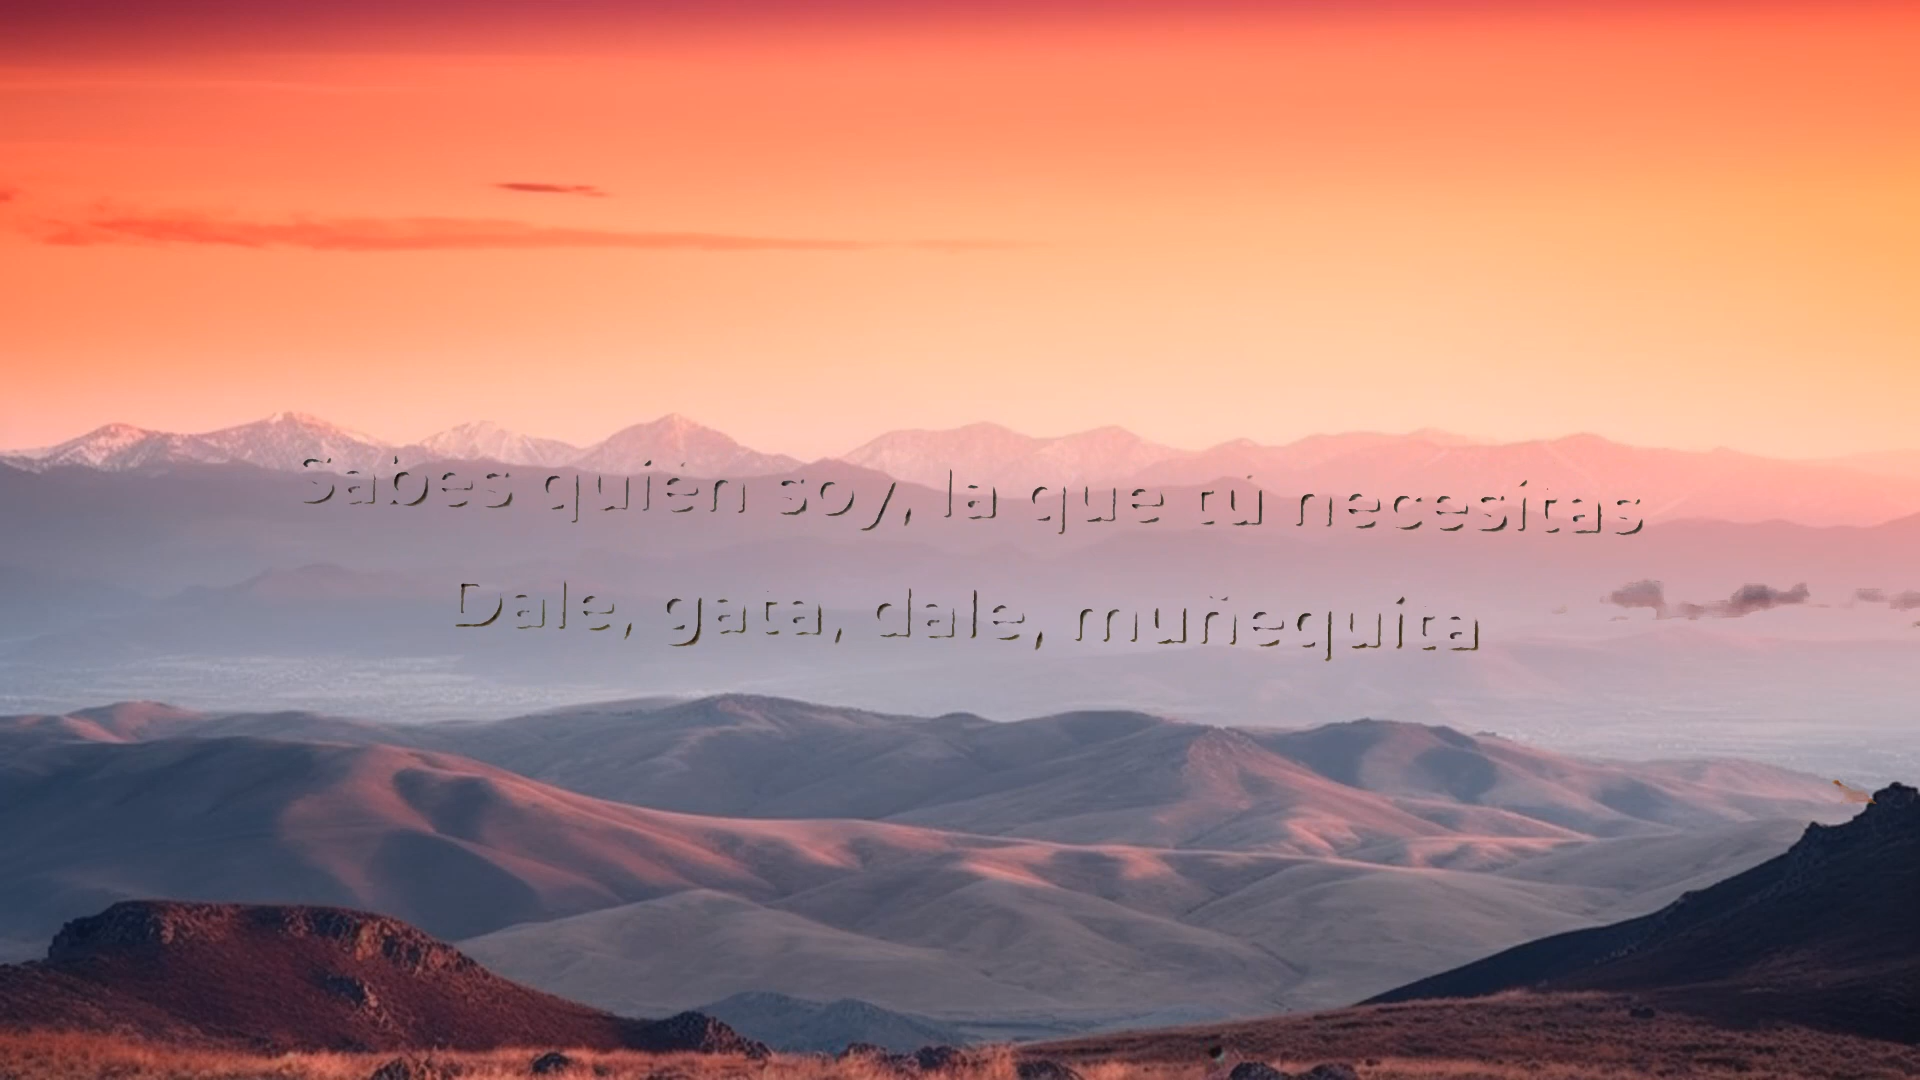 Sabes quién soy, la que tú necesitas
Dale, gata, dale, muñequita